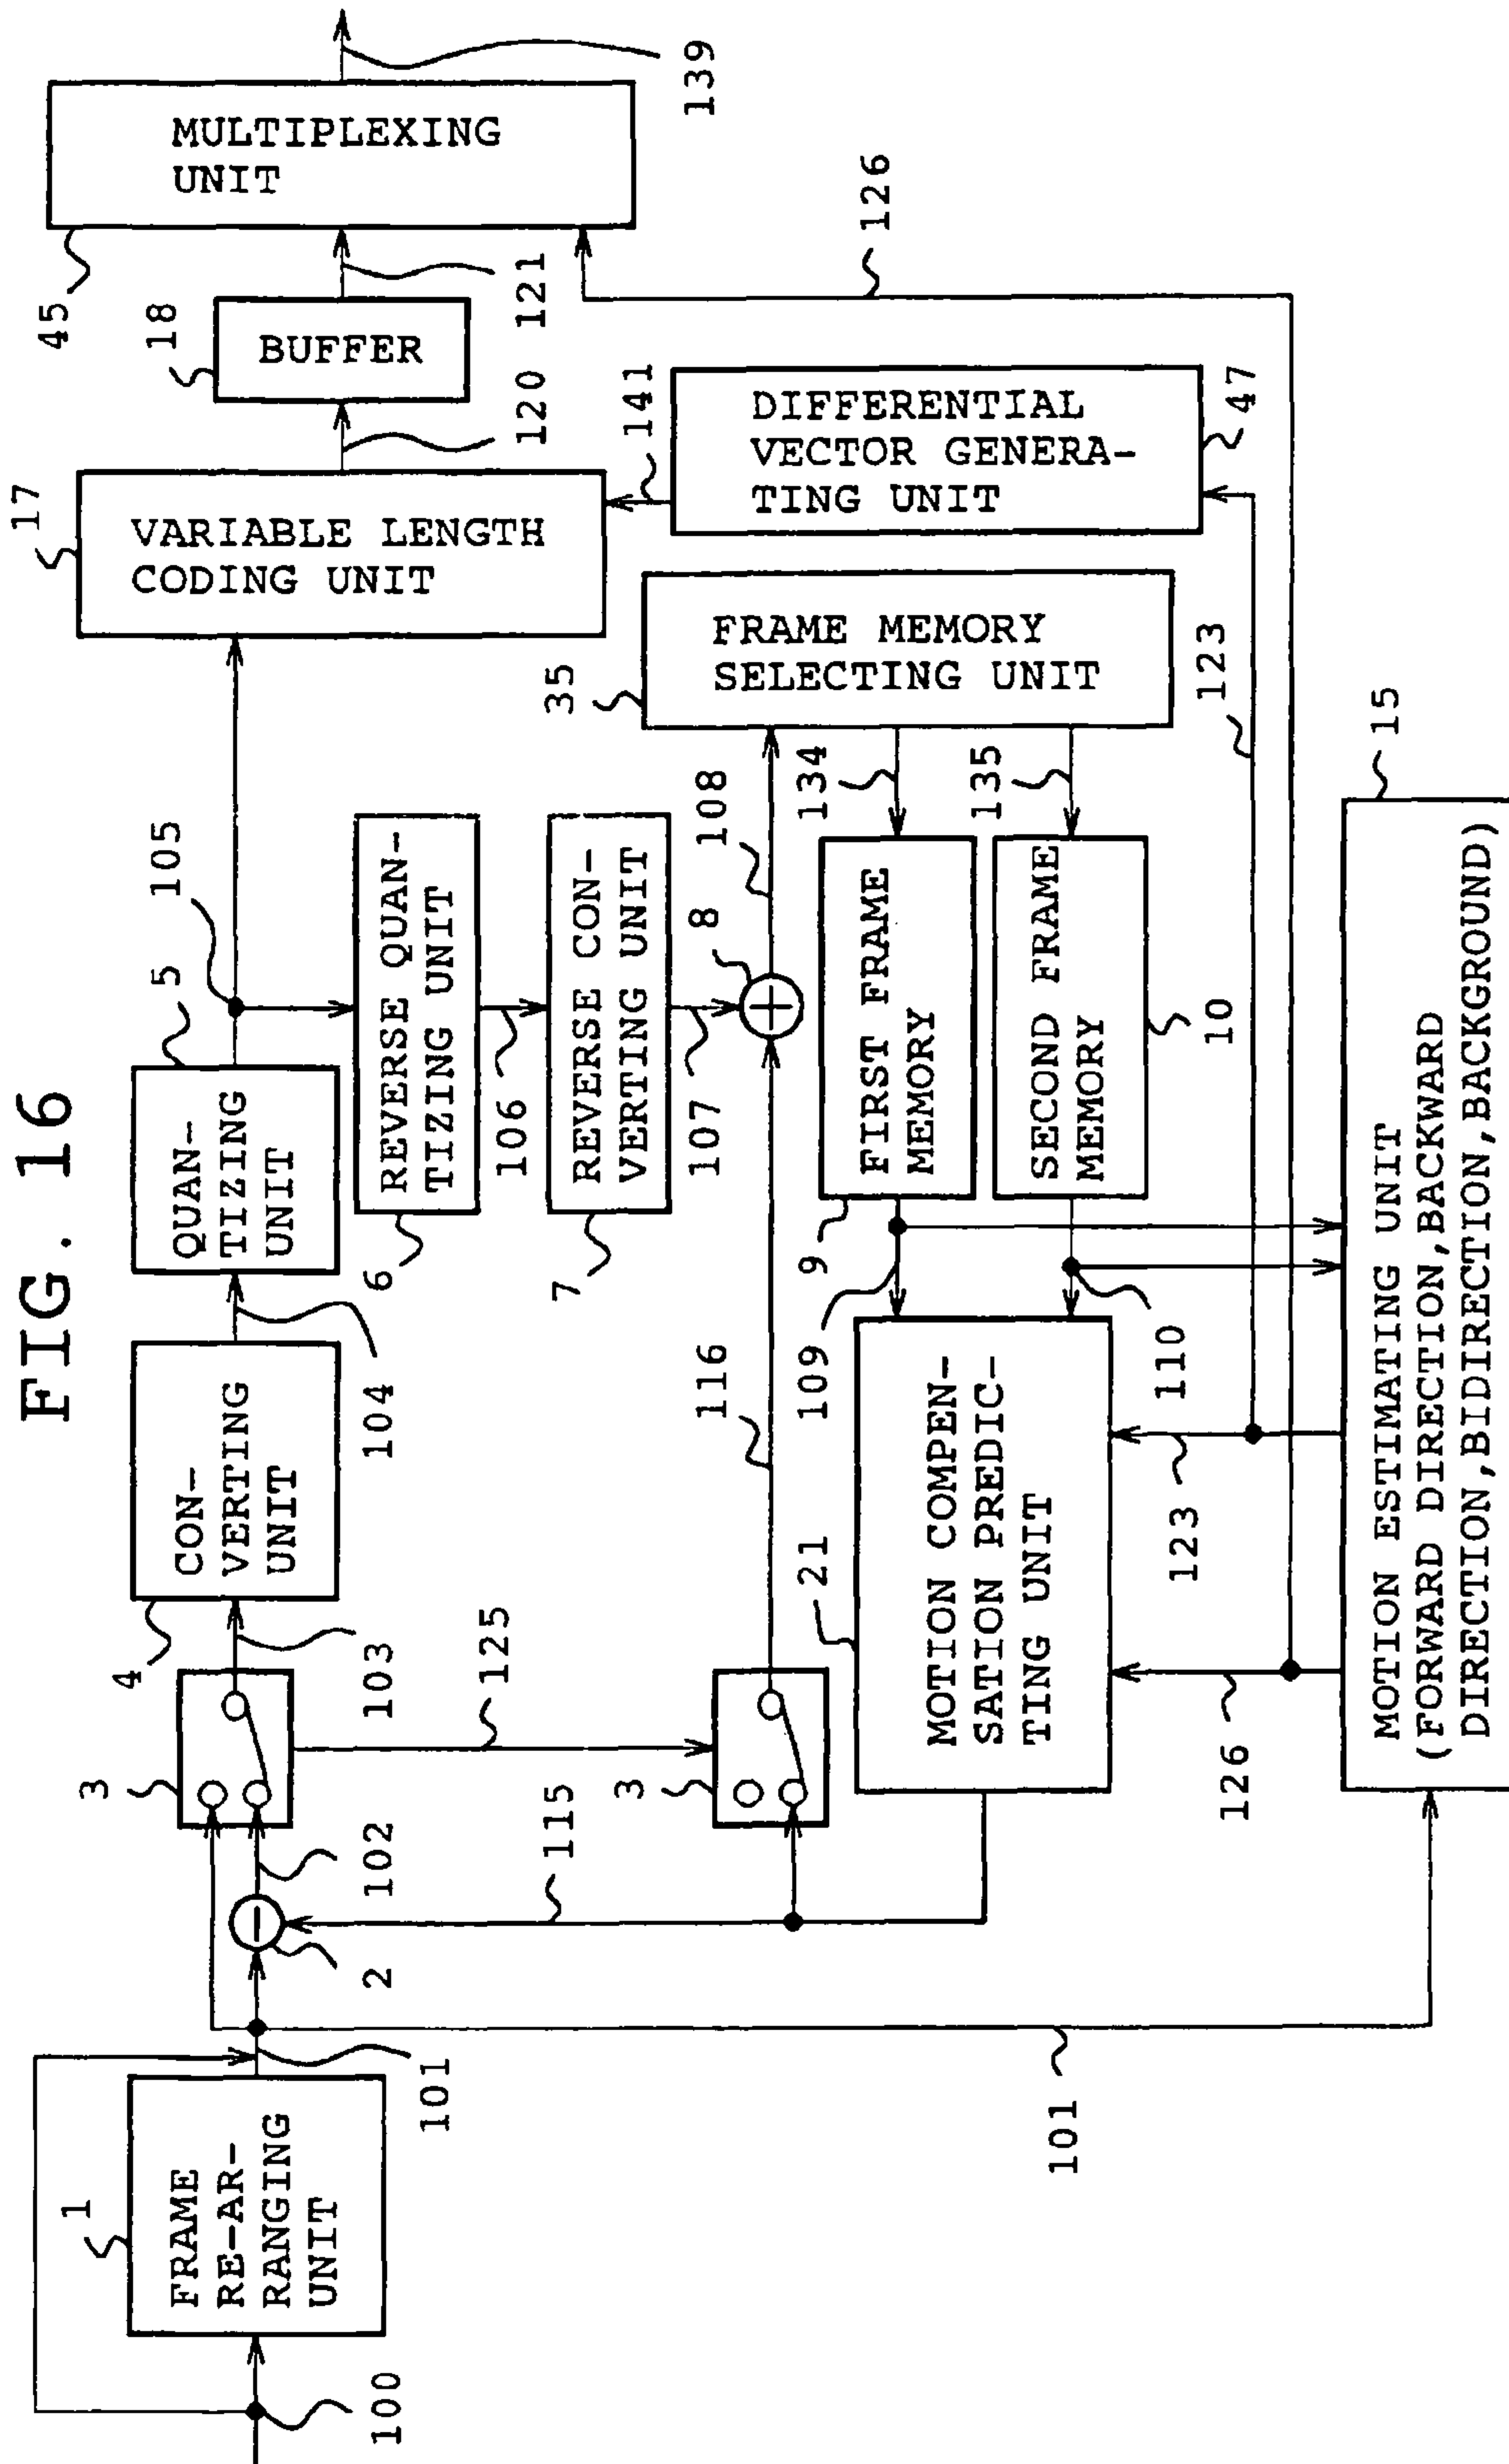 FIG. 16
1
FRAME
RE-AR-
RANGING
UNIT
100
101
101
2
102
3
103
4
CON-
VERTING
UNIT
104
5
QUAN-
TIZING
UNIT
105
6
REVERSE QUAN-
TIZING UNIT
106
7
REVERSE CON-
VERTING UNIT
107
8
108
17
VARIABLE LENGTH
CODING UNIT
120
18
BUFFER
121
45
MULTIPLEXING
UNIT
139
126
141
DIFFERENTIAL
VECTOR GENERA-
TING UNIT
47
35
FRAME MEMORY
SELECTING UNIT
134
135
123
9
FIRST FRAME
MEMORY
SECOND FRAME
MEMORY
10
109
110
116
125
3
115
21
MOTION COMPEN-
SATION PREDIC-
TING UNIT
123
126
15
MOTION ESTIMATING UNIT
(FORWARD DIRECTION,BACKWARD
DIRECTION,BIDIRECTION,BACKGROUND)